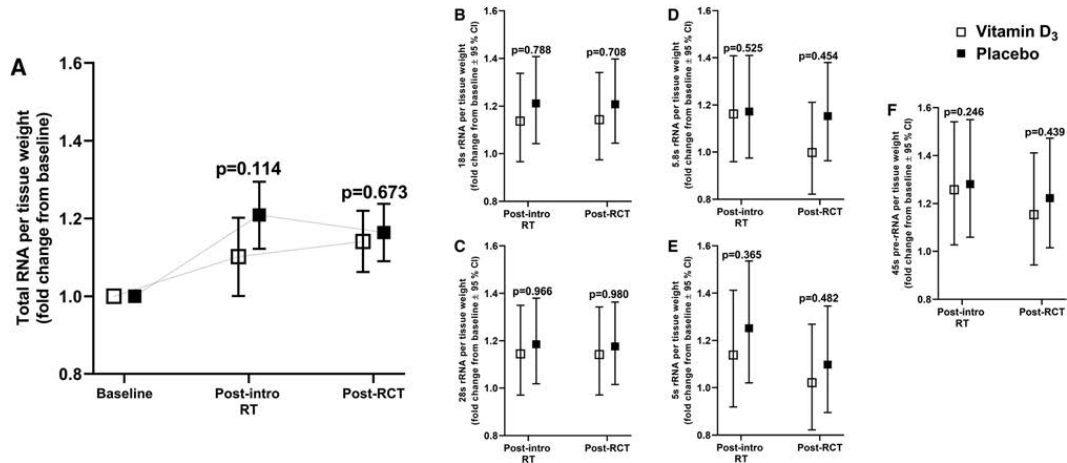 A
Total RNA per tissue weight
(fold change from baseline)
1.6
1.4
1.2
1.0
0.8
p=0.114
p=0.673
Baseline
Post-intro
RT
Post-RCT
B
18s rRNA per tissue weight
(fold change from baseline ± 95 % CI)
1.6
1.4
1.2
1.0
0.8
p=0.788
p=0.708
Post-intro
RT
Post-RCT
C
28s rRNA per tissue weight
(fold change from baseline ± 95 % CI)
1.6
1.4
1.2
1.0
0.8
p=0.966
p=0.980
Post-intro
RT
Post-RCT
D
5.8s rRNA per tissue weight
(fold change from baseline ± 95 % CI)
1.6
1.4
1.2
1.0
0.8
p=0.525
p=0.454
Post-intro
RT
Post-RCT
E
5s rRNA per tissue weight
(fold change from baseline ± 95 % CI)
1.6
1.4
1.2
1.0
0.8
p=0.365
p=0.482
Post-intro
RT
Post-RCT
Vitamin D3
Placebo
F
45s pre-rRNA per tissue weight
(fold change from baseline ± 95 % CI)
1.6
1.4
1.2
1.0
0.8
p=0.246
p=0.439
Post-intro
RT
Post-RCT